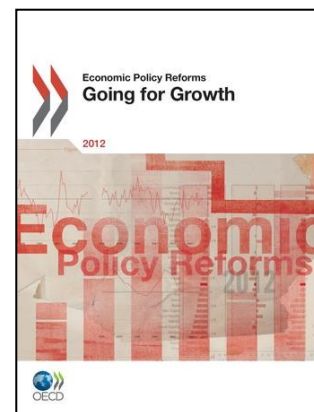 Economic Policy Reforms
Going for Growth
2012
Economic
Policy Reforms
2012
OECD